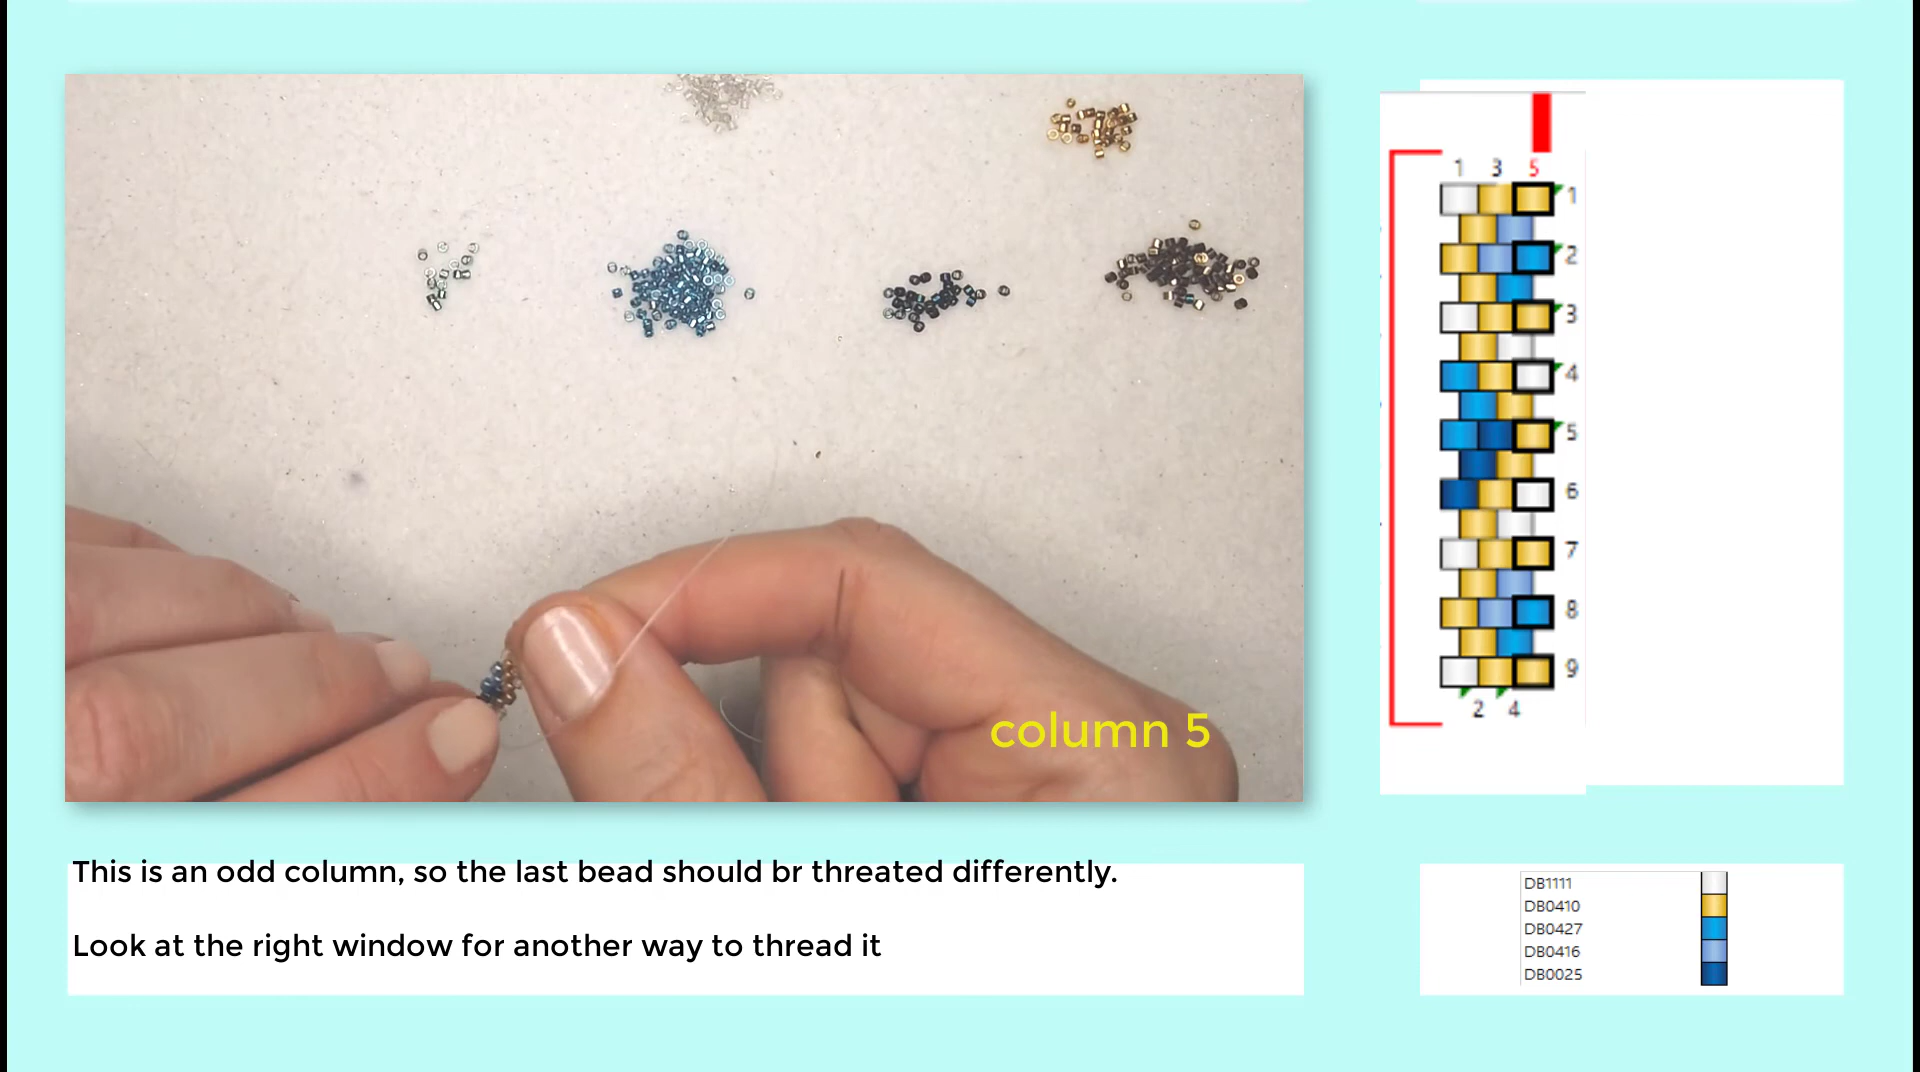 1 3 5
1
2
3
4
5
6
7
8
9
2 4
column 5
This is an odd column, so the last bead should br threated differently.
Look at the right window for another way to thread it
DB1111
DB0410
DB0427
DB0416
DB0025